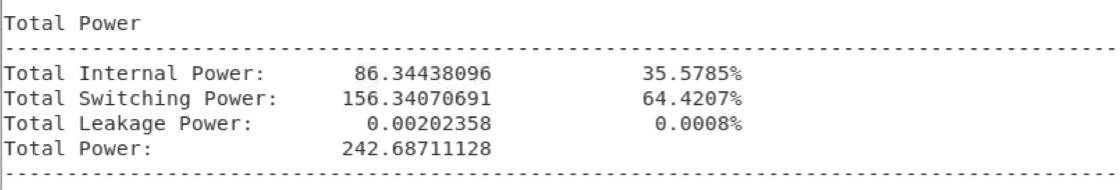 Total Power
-----------------------------------------------------------------------------------------
Total Internal Power:       86.34438096            35.5785%
Total Switching Power:     156.34070691            64.4207%
Total Leakage Power:         0.00202358             0.0008%
Total Power:               242.68711128
-----------------------------------------------------------------------------------------